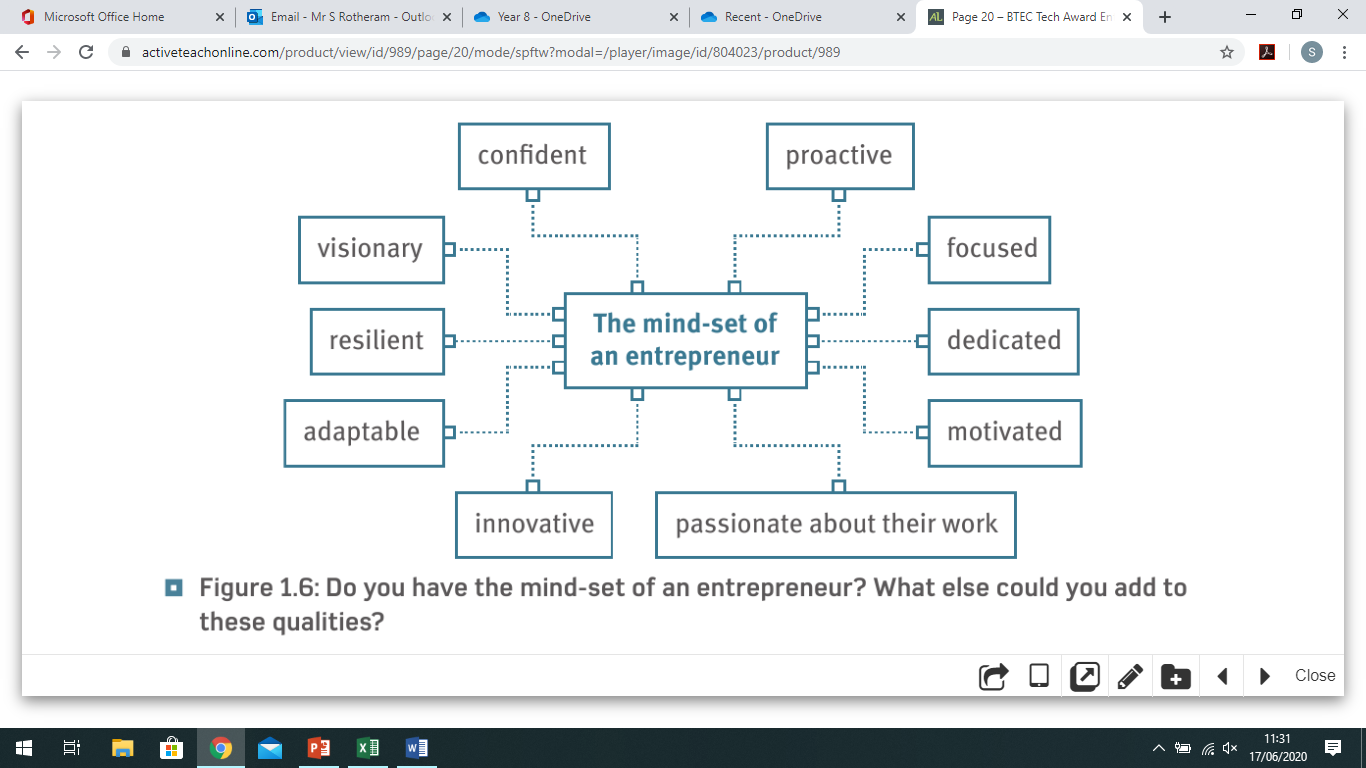 Microsoft Office Home
Email - Mr S Rotheram - Outlo
Year 8 - OneDrive
Recent - OneDrive
Page 20 – BTEC Tech Award En
activeteachonline.com/product/view/id/989/page/20/mode/spftw?modal=/player/image/id/804023/product/989
S
confident
proactive
visionary
focused
The mind-set of
an entrepreneur
resilient
dedicated
adaptable
motivated
innovative
passionate about their work
Figure 1.6: Do you have the mind-set of an entrepreneur? What else could you add to
these qualities?
Close
11:31
17/06/2020